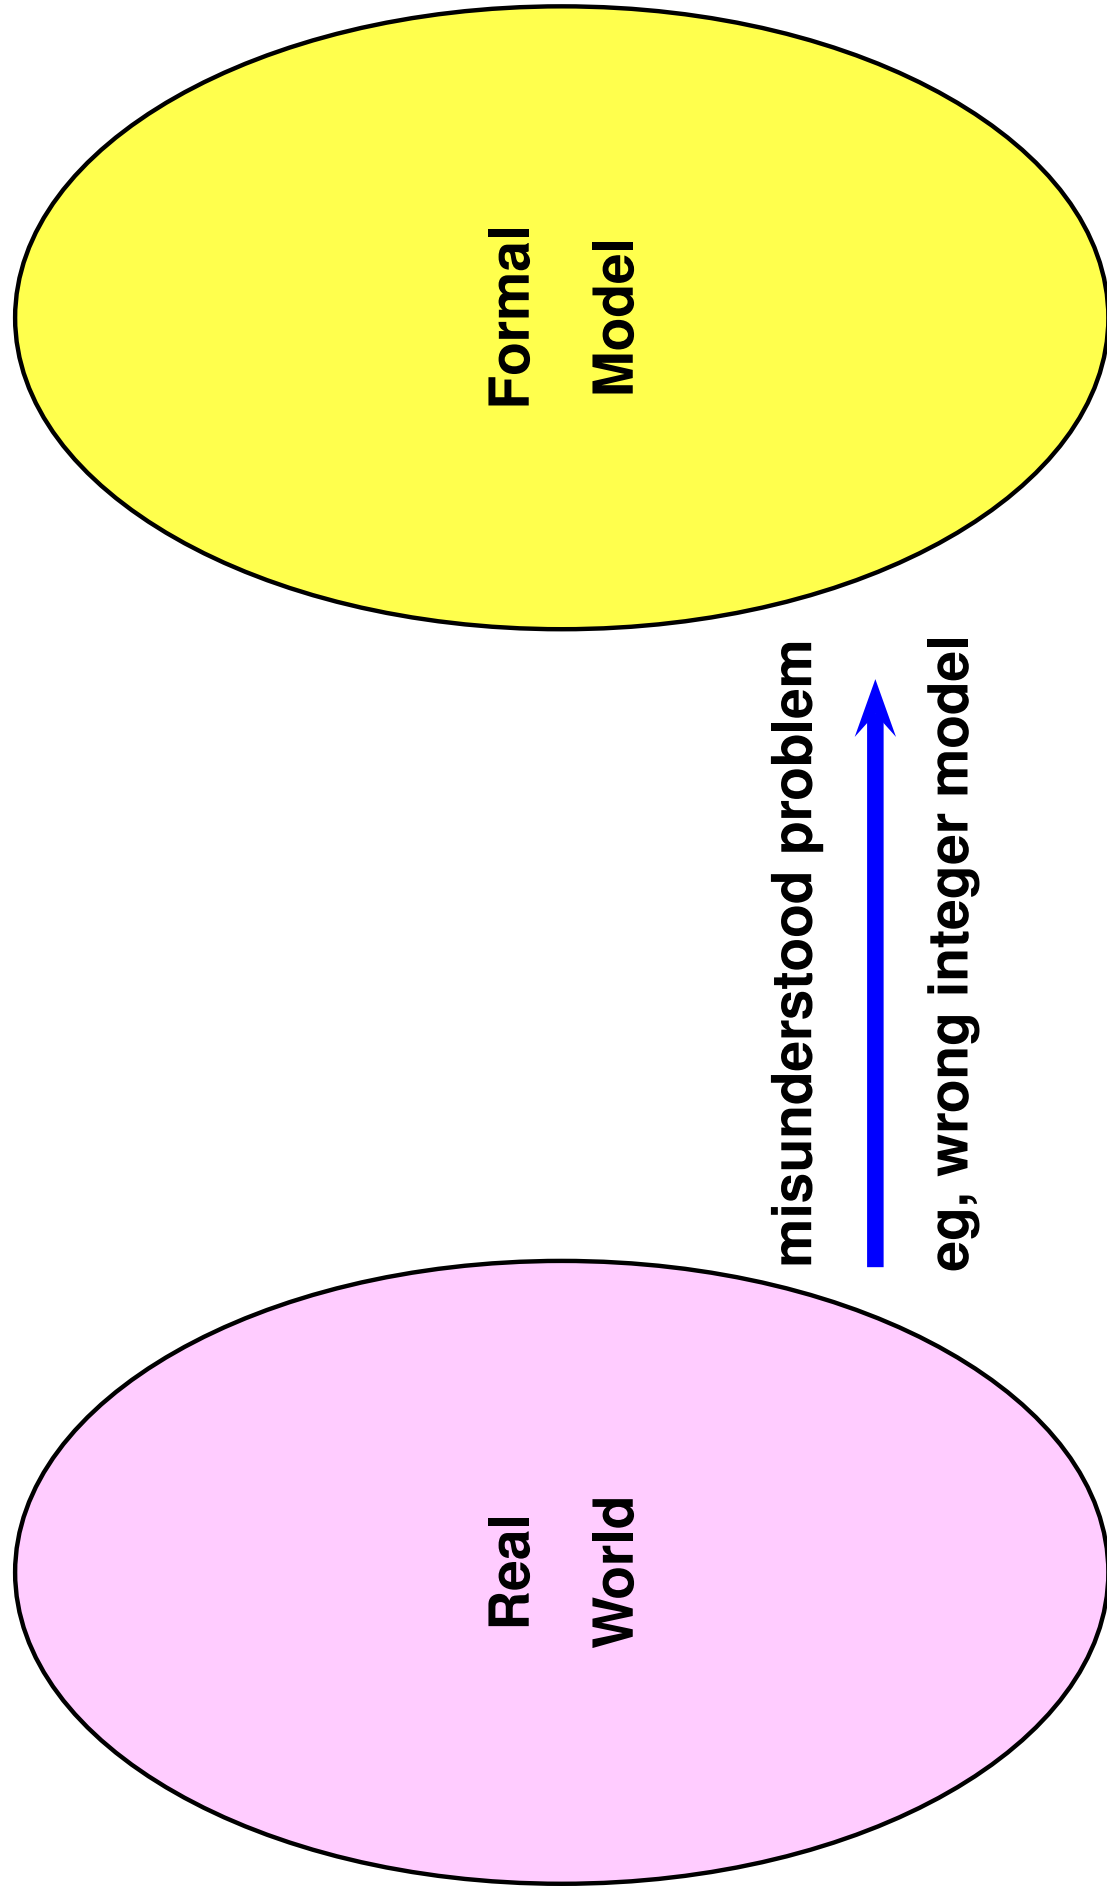 Real
World
misunderstood problem
eg, wrong integer model
Formal
Model